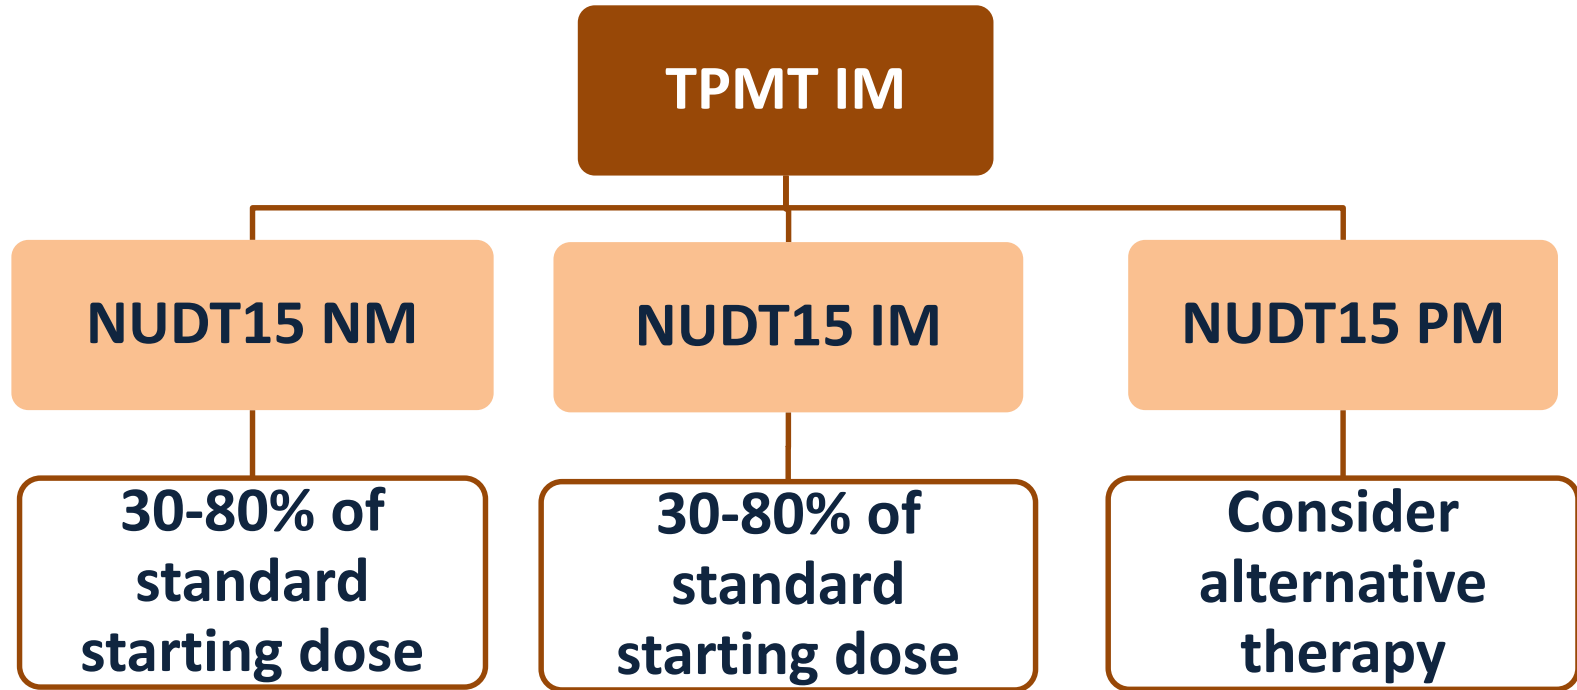 TPMT IM
NUDT15 NM
NUDT15 IM
NUDT15 PM
30-80% of
standard
starting dose
30-80% of
standard
starting dose
Consider
alternative
therapy